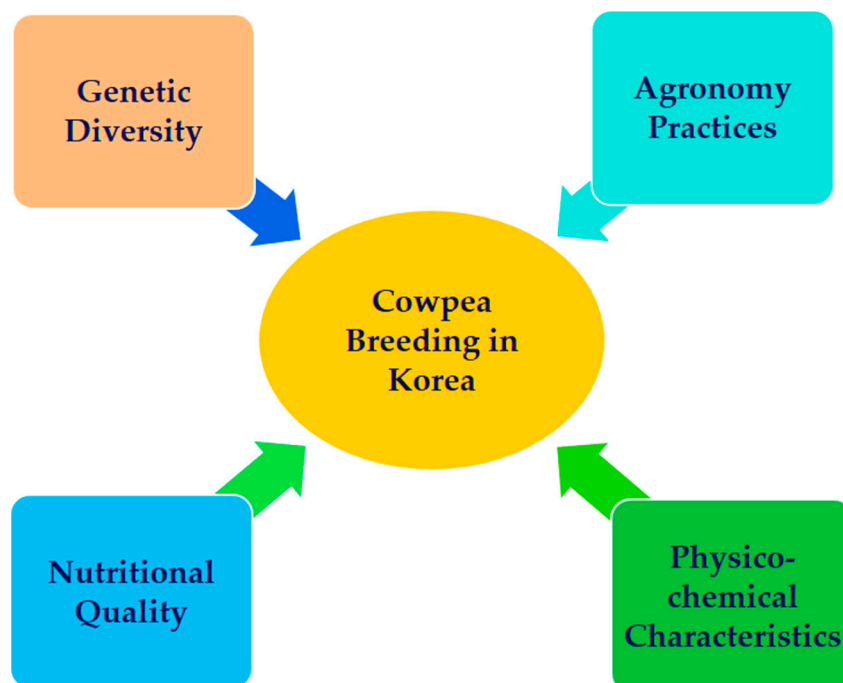 Genetic
Diversity
Agronomy
Practices
Cowpea
Breeding in
Korea
Nutritional
Quality
Physico-
chemical
Characteristics